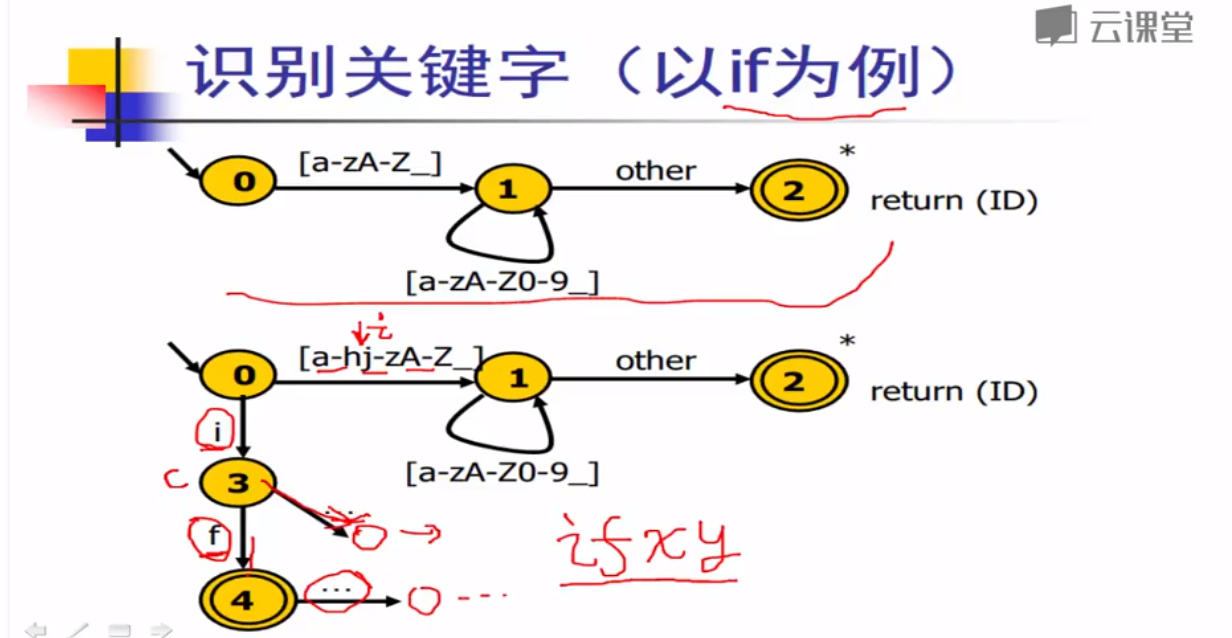 云课堂
识别关键字（以if为例）
[a-zA-Z_] other *
0 1 2 return (ID)
[a-zA-Z0-9_]
i
[a-hj-zA-Z_] other *
0 1 2 return (ID)
i
[a-zA-Z0-9_]
c 3 ...
f ifxy
4 ...